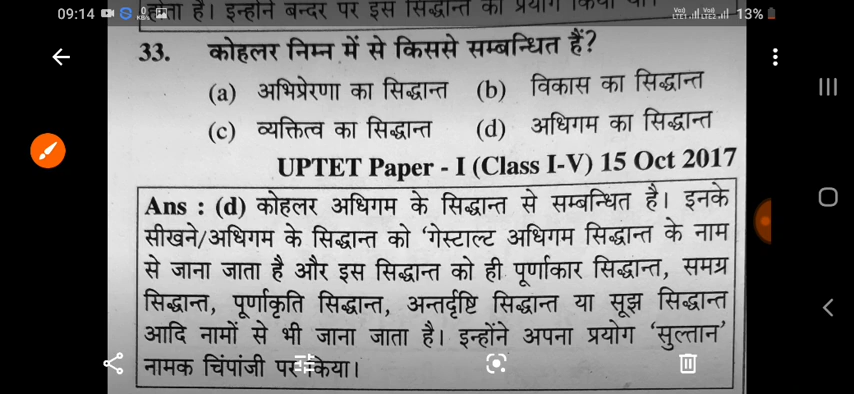 09:14
13%
लता है। इन्होंने बन्दर पर इस सिद्धान्त का प्रयोग किया था।
33. कोहलर निम्न में से किससे सम्बन्धित हैं?
(a) अभिप्रेरणा का सिद्धान्त (b) विकास का सिद्धान्त
(c) व्यक्तित्व का सिद्धान्त (d) अधिगम का सिद्धान्त
UPTET Paper - I (Class I-V) 15 Oct 2017
Ans : (d) कोहलर अधिगम के सिद्धान्त से सम्बन्धित है। इनके
सीखने/अधिगम के सिद्धान्त को ‘गेस्टाल्ट अधिगम सिद्धान्त के नाम
से जाना जाता है और इस सिद्धान्त को ही पूर्णाकार सिद्धान्त, समग्र
सिद्धान्त, पूर्णाकृति सिद्धान्त, अन्तर्दृष्टि सिद्धान्त या सूझ सिद्धान्त
आदि नामों से भी जाना जाता है। इन्होंने अपना प्रयोग ‘सुल्तान’
नामक चिंपांजी पर किया।